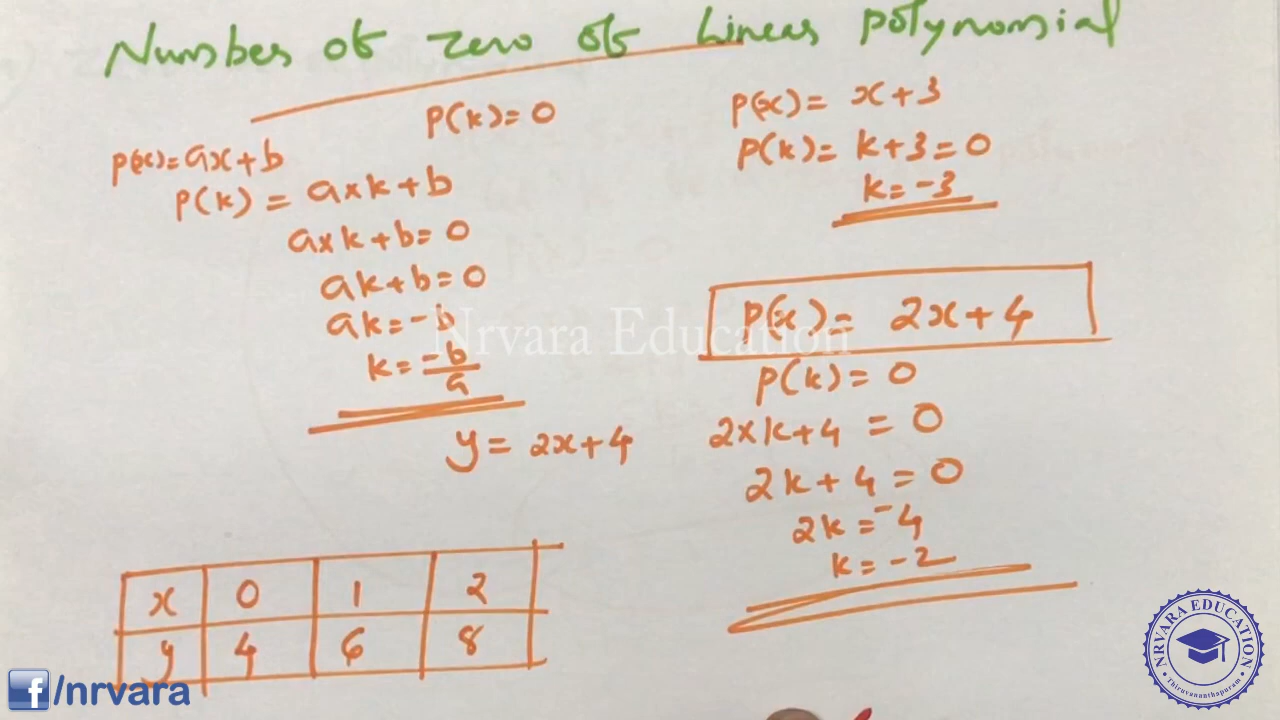 Number of zero of Linear polynomial
P(k) = 0
P(x) = ax+b
P(k) = a×k+b
a×k+b = 0
ak+b = 0
ak = -b
k = -b/a
y = 2x+4
x 0 1 2
y 4 6 8
P(x) = x+3
P(k) = k+3 = 0
k = -3
P(x) = 2x+4
P(k) = 0
2×k+4 = 0
2k+4 = 0
2k = -4
k = -2
Nrvara Education
f/nrvara
NRVARA EDUCATION
• Thiruvananthapuram •